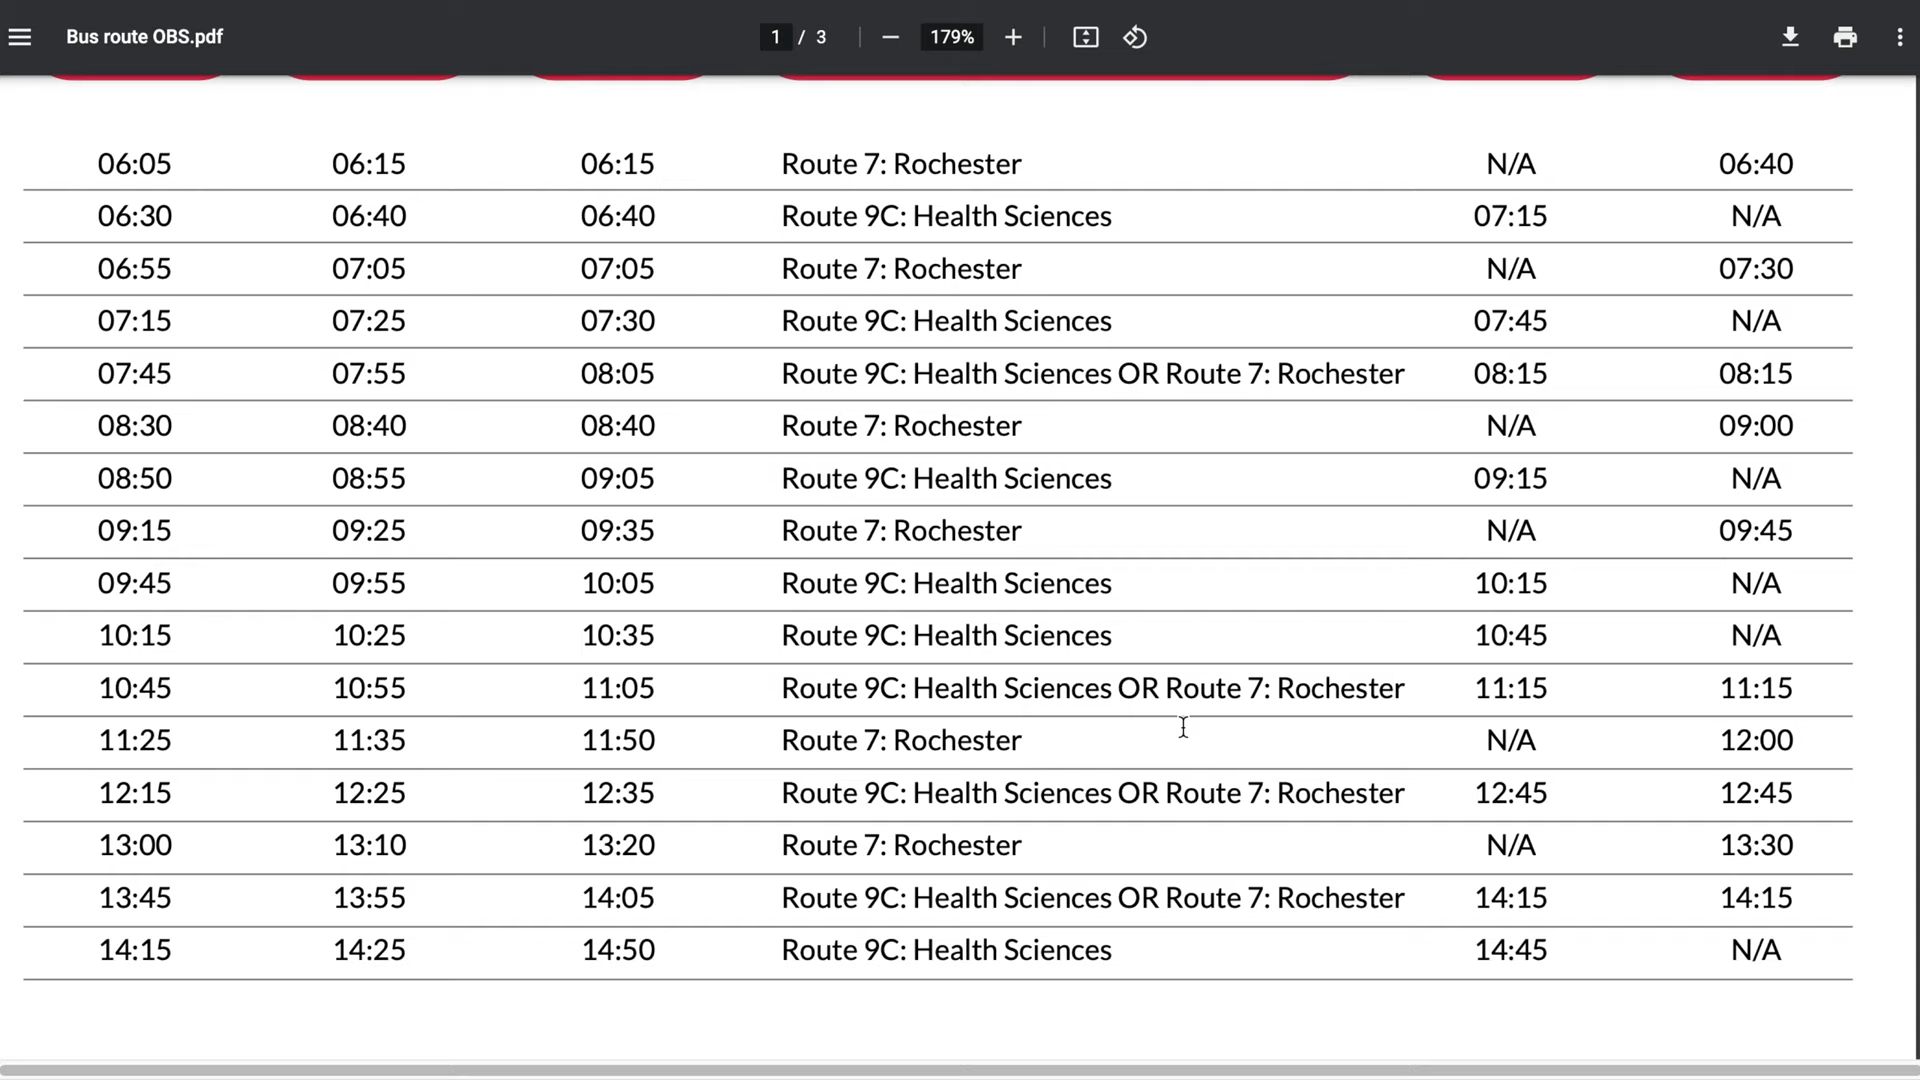 Bus route OBS.pdf 1 / 3 179%
06:05 06:15 06:15 Route 7: Rochester N/A 06:40
06:30 06:40 06:40 Route 9C: Health Sciences 07:15 N/A
06:55 07:05 07:05 Route 7: Rochester N/A 07:30
07:15 07:25 07:30 Route 9C: Health Sciences 07:45 N/A
07:45 07:55 08:05 Route 9C: Health Sciences OR Route 7: Rochester 08:15 08:15
08:30 08:40 08:40 Route 7: Rochester N/A 09:00
08:50 08:55 09:05 Route 9C: Health Sciences 09:15 N/A
09:15 09:25 09:35 Route 7: Rochester N/A 09:45
09:45 09:55 10:05 Route 9C: Health Sciences 10:15 N/A
10:15 10:25 10:35 Route 9C: Health Sciences 10:45 N/A
10:45 10:55 11:05 Route 9C: Health Sciences OR Route 7: Rochester 11:15 11:15
11:25 11:35 11:50 Route 7: Rochester N/A 12:00
12:15 12:25 12:35 Route 9C: Health Sciences OR Route 7: Rochester 12:45 12:45
13:00 13:10 13:20 Route 7: Rochester N/A 13:30
13:45 13:55 14:05 Route 9C: Health Sciences OR Route 7: Rochester 14:15 14:15
14:15 14:25 14:50 Route 9C: Health Sciences 14:45 N/A